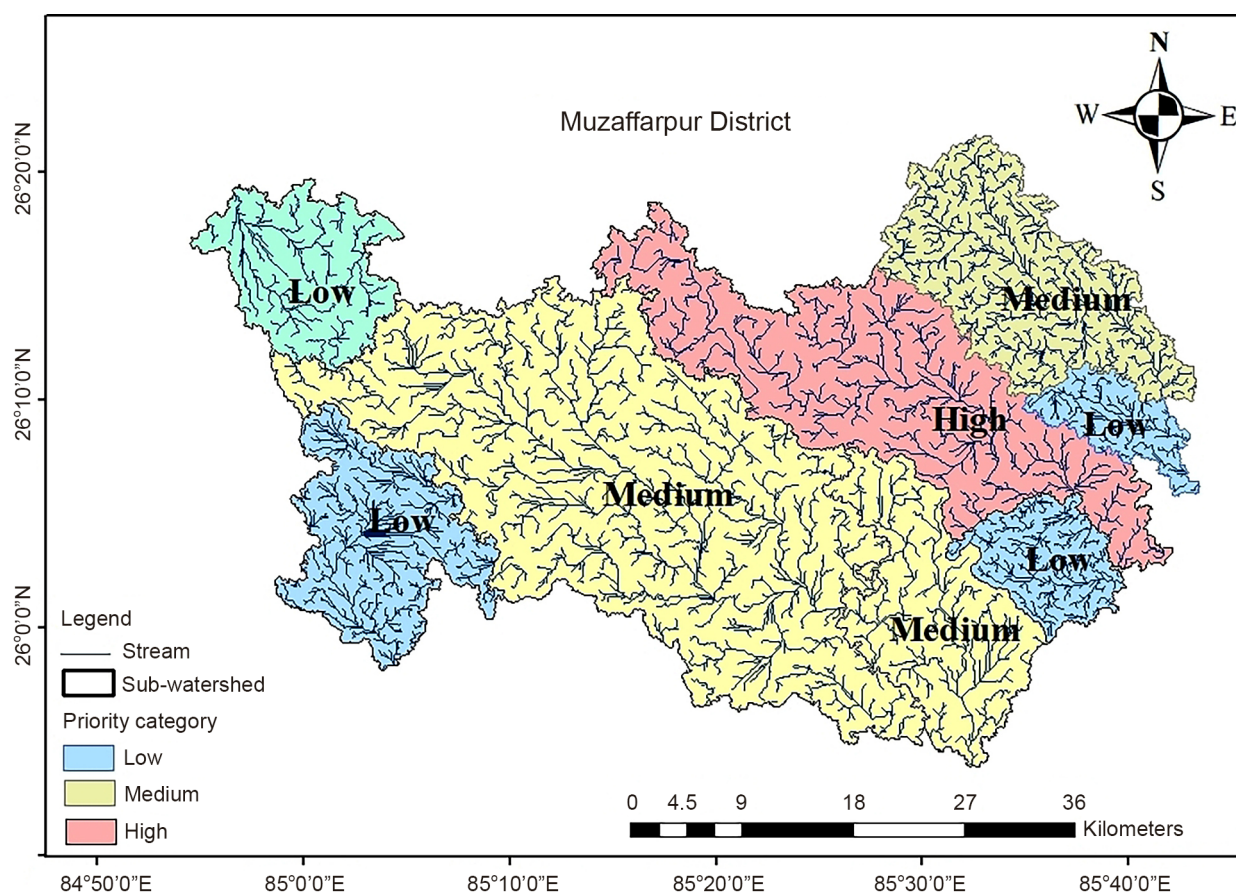 N
W E
S
Muzaffarpur District
26°20'0"N
26°10'0"N
26°0'0"N
Low
Medium
High
Low
Medium
Low
Low
Medium
Legend
Stream
Sub-watershed
Priority category
Low
Medium
High
0 4.5 9 18 27 36
Kilometers
84°50'0"E 85°0'0"E 85°10'0"E 85°20'0"E 85°30'0"E 85°40'0"E